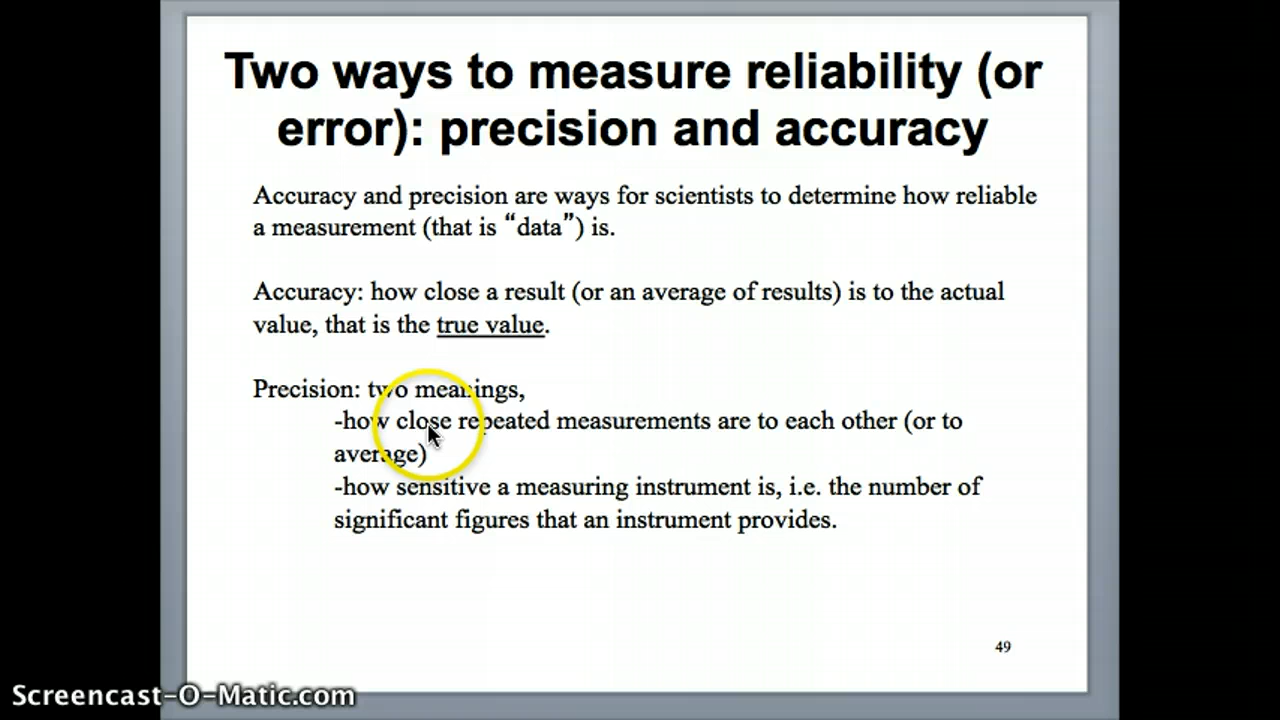 Two ways to measure reliability (or
error): precision and accuracy
Accuracy and precision are ways for scientists to determine how reliable
a measurement (that is “data”) is.
Accuracy: how close a result (or an average of results) is to the actual
value, that is the true value.
Precision: two meanings,
-how close repeated measurements are to each other (or to
average)
-how sensitive a measuring instrument is, i.e. the number of
significant figures that an instrument provides.
49
Screencast-O-Matic.com